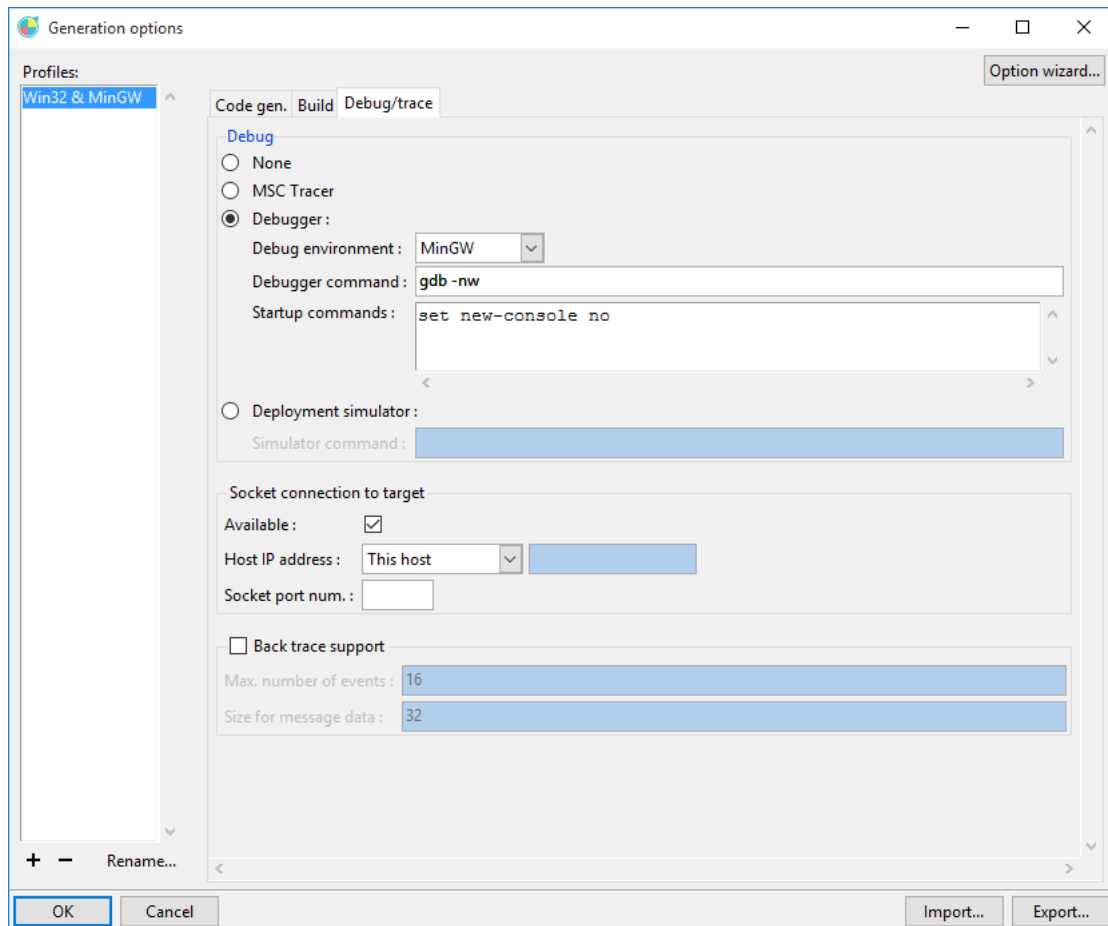 Generation options
Profiles:
Option wizard...
Win32 & MinGW
Code gen. Build Debug/trace
Debug
None
MSC Tracer
Debugger :
Debug environment : MinGW
Debugger command : gdb -nw
Startup commands : set new-console no
Deployment simulator :
Simulator command :
Socket connection to target
Available :
Host IP address : This host
Socket port num. :
Back trace support
Max. number of events : 16
Size for message data : 32
+ − Rename...
OK Cancel Import... Export...